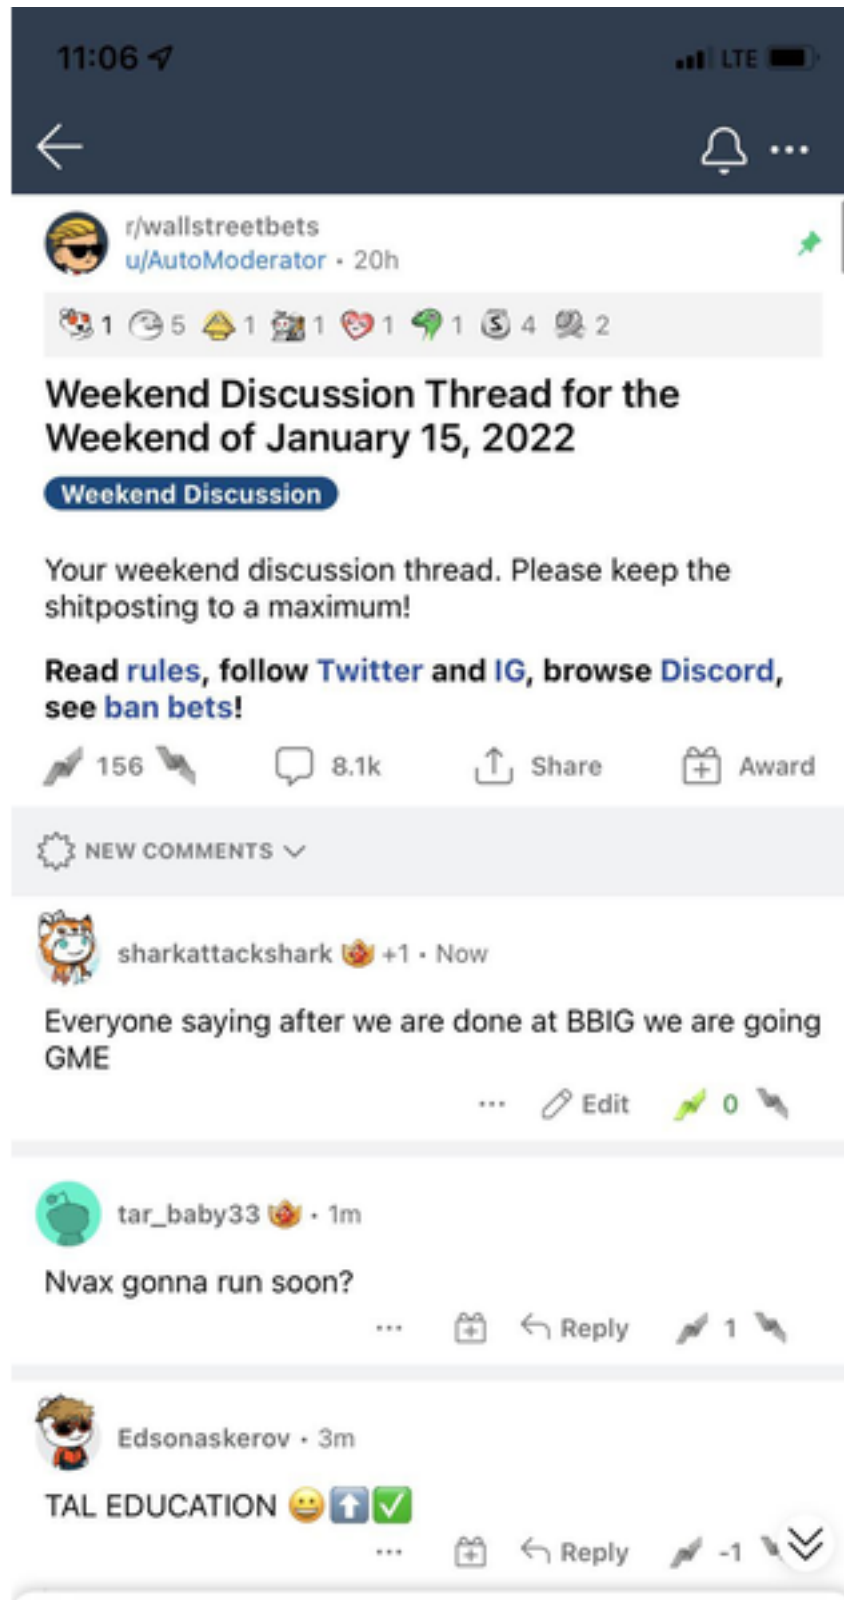 11:06 LTE
r/wallstreetbets
u/AutoModerator • 20h
1 5 1 1 1 1 4 2
Weekend Discussion Thread for the
Weekend of January 15, 2022
Weekend Discussion
Your weekend discussion thread. Please keep the
shitposting to a maximum!
Read rules, follow Twitter and IG, browse Discord,
see ban bets!
156 8.1k Share Award
NEW COMMENTS
sharkattackshark +1 • Now
Everyone saying after we are done at BBIG we are going
GME
... Edit 0
tar_baby33 • 1m
Nvax gonna run soon?
... Reply 1
Edsonaskerov • 3m
TAL EDUCATION 😀⬆️✅
... Reply -1